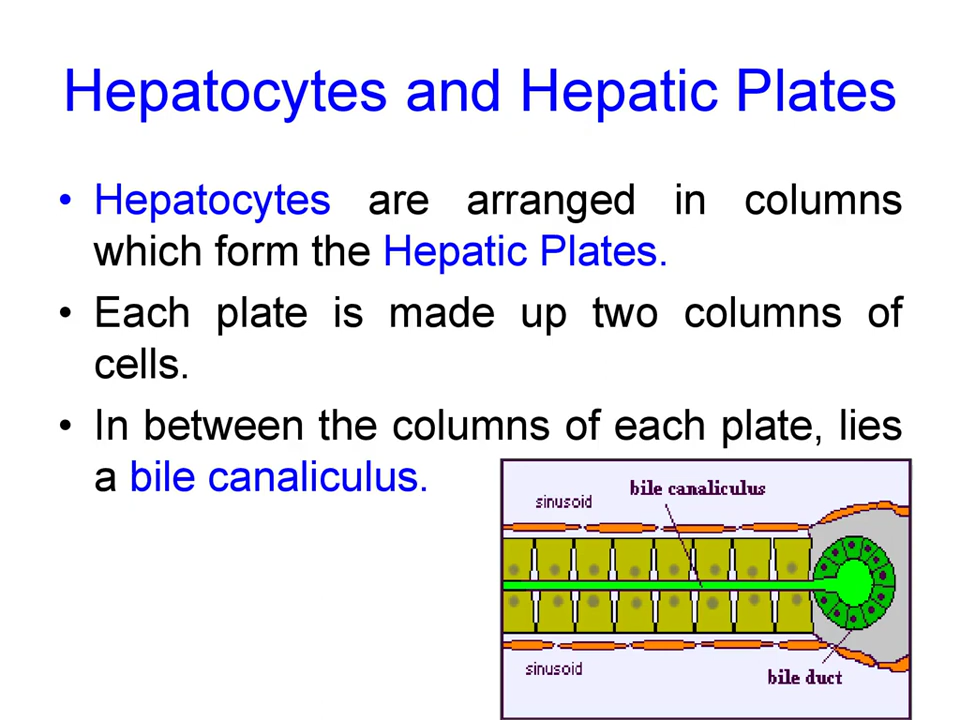 Hepatocytes and Hepatic Plates
• Hepatocytes are arranged in columns
which form the Hepatic Plates.
• Each plate is made up two columns of
cells.
• In between the columns of each plate, lies
a bile canaliculus.
bile canaliculus
sinusoid
sinusoid
bile duct